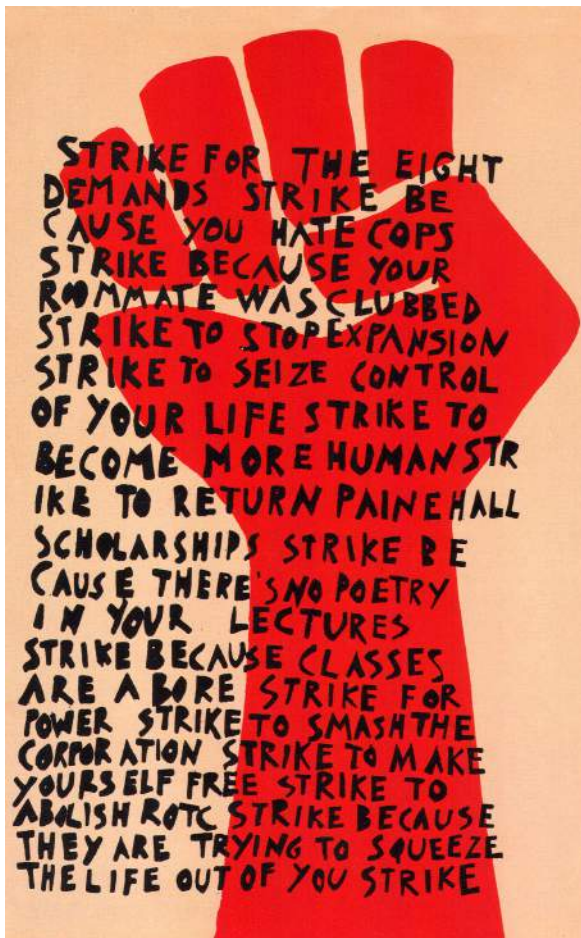 STRIKE FOR THE EIGHT
DEMANDS STRIKE BE
CAUSE YOU HATE COPS
STRIKE BECAUSE YOUR
ROOMMATE WAS CLUBBED
STRIKE TO STOP EXPANSION
STRIKE TO SEIZE CONTROL
OF YOUR LIFE STRIKE TO
BECOME MORE HUMAN STR
IKE TO RETURN PAINE HALL
SCHOLARSHIPS STRIKE BE
CAUSE THERE'S NO POETRY
IN YOUR LECTURES
STRIKE BECAUSE CLASSES
ARE A BORE STRIKE FOR
POWER STRIKE TO SMASH THE
CORPORATION STRIKE TO MAKE
YOURSELF FREE STRIKE TO
ABOLISH ROTC STRIKE BECAUSE
THEY ARE TRYING TO SQUEEZE
THE LIFE OUT OF YOU STRIKE